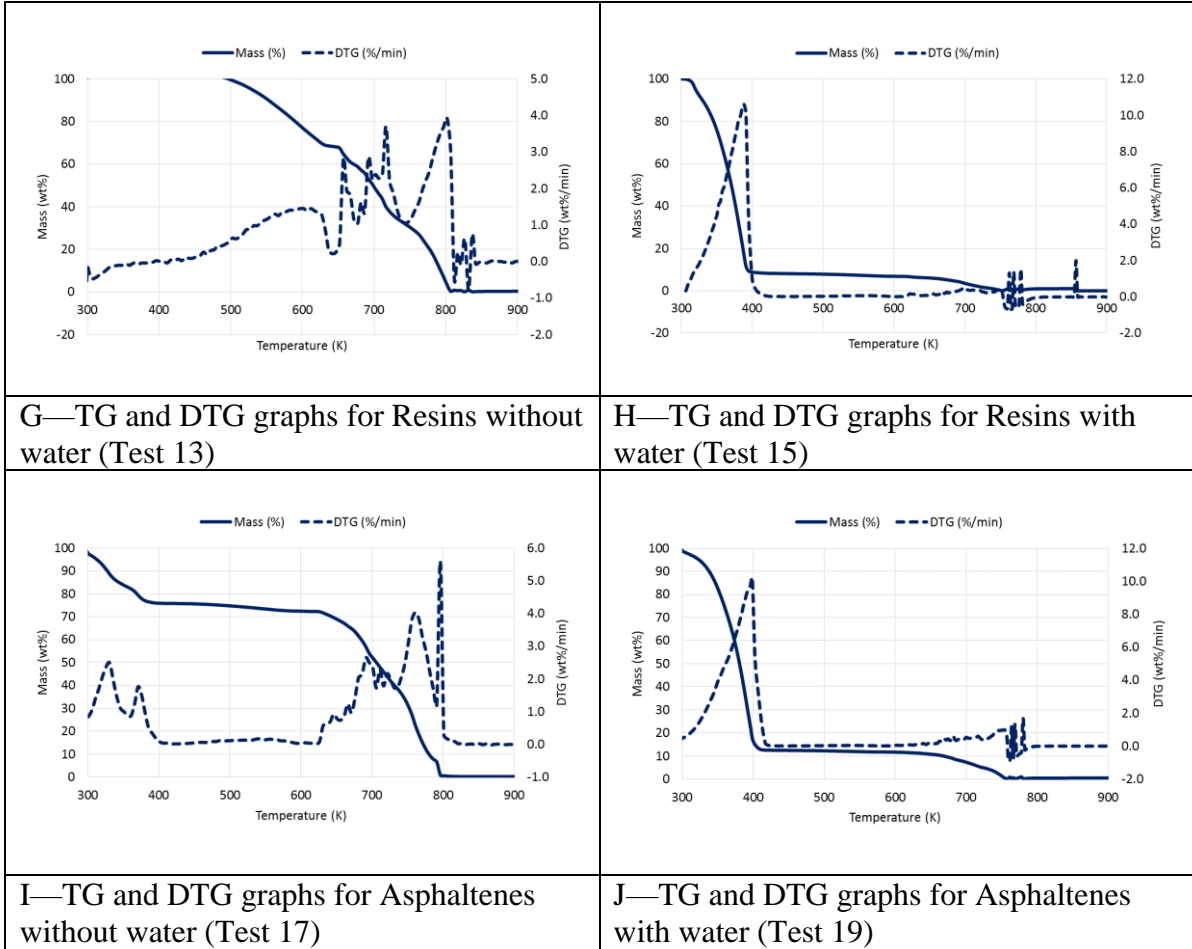 Mass (%) DTG (%/min)
100 5.0
80 4.0
60 3.0
40 2.0
20 1.0
0 0.0
-20 -1.0
-2.0
300 400 500 600 700 800 900
Mass (wt%)
DTG (wt%/min)
Temperature (K)
Mass (%) DTG (%/min)
100 12.0
80 10.0
60 8.0
40 6.0
20 4.0
0 2.0
-20 0.0
-2.0
300 400 500 600 700 800 900
Mass (wt%)
DTG (wt%/min)
Temperature (K)
G—TG and DTG graphs for Resins without
water (Test 13)
H—TG and DTG graphs for Resins with
water (Test 15)
Mass (%) DTG (%/min)
100 6.0
90 5.0
80 4.0
70 3.0
60 2.0
50 1.0
40 0.0
30 -1.0
20
10
0
300 400 500 600 700 800 900
Mass (wt%)
DTG (wt%/min)
Temperature (K)
Mass (%) DTG (%/min)
100 12.0
90 10.0
80 8.0
70 6.0
60 4.0
50 2.0
40 0.0
30 -2.0
20
10
0
300 400 500 600 700 800 900
Mass (wt%)
DTG (wt%/min)
Temperature (K)
I—TG and DTG graphs for Asphaltenes
without water (Test 17)
J—TG and DTG graphs for Asphaltenes
with water (Test 19)